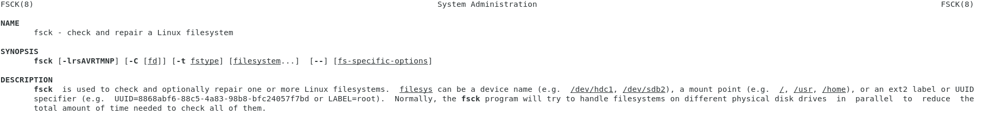 FSCK(8) System Administration FSCK(8)
NAME
fsck - check and repair a Linux filesystem
SYNOPSIS
fsck [-lrsAVRTMNP] [-C [fd]] [-t fstype] [filesystem...] [--] [fs-specific-options]
DESCRIPTION
fsck is used to check and optionally repair one or more Linux filesystems. filesys can be a device name (e.g. /dev/hdc1, /dev/sdb2), a mount point (e.g. /, /usr, /home), or an ext2 label or UUID
specifier (e.g. UUID=8868abf6-88c5-4a83-98b8-bfc24057f7bd or LABEL=root). Normally, the fsck program will try to handle filesystems on different physical disk drives in parallel to reduce the
total amount of time needed to check all of them.